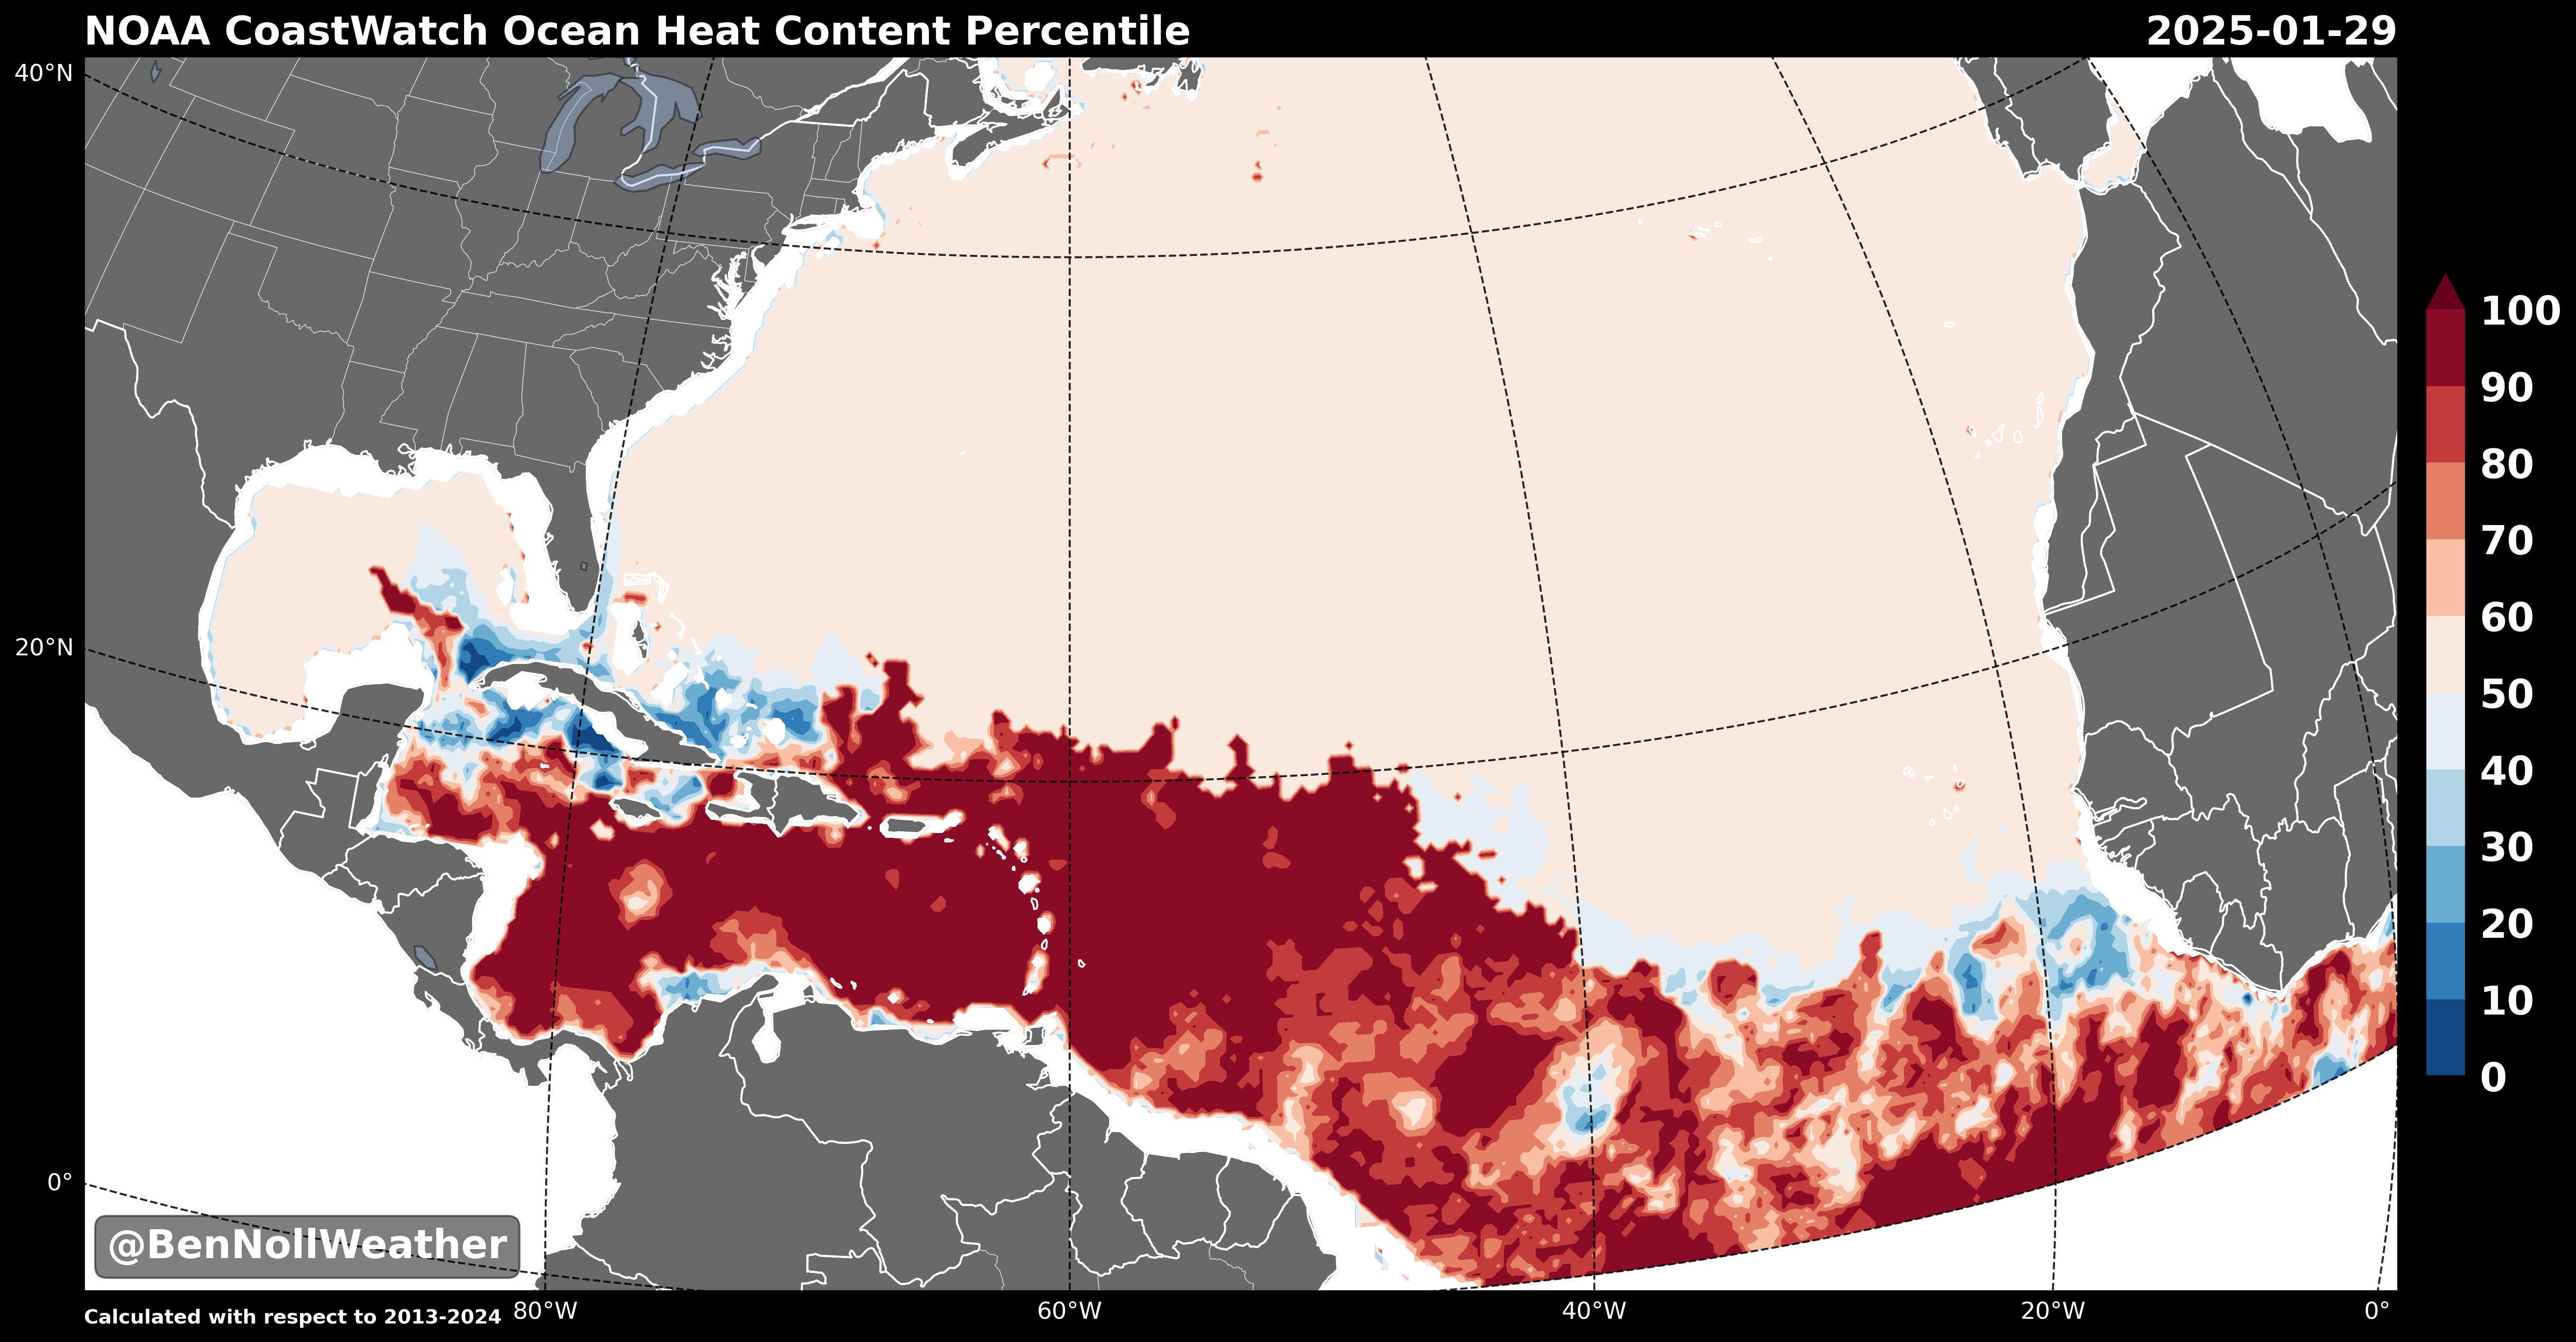 NOAA CoastWatch Ocean Heat Content Percentile
2025-01-29
40°N
20°N
0°
100
90
80
70
60
50
40
30
20
10
0
@BenNollWeather
Calculated with respect to 2013-2024
80°W
60°W
40°W
20°W
0°